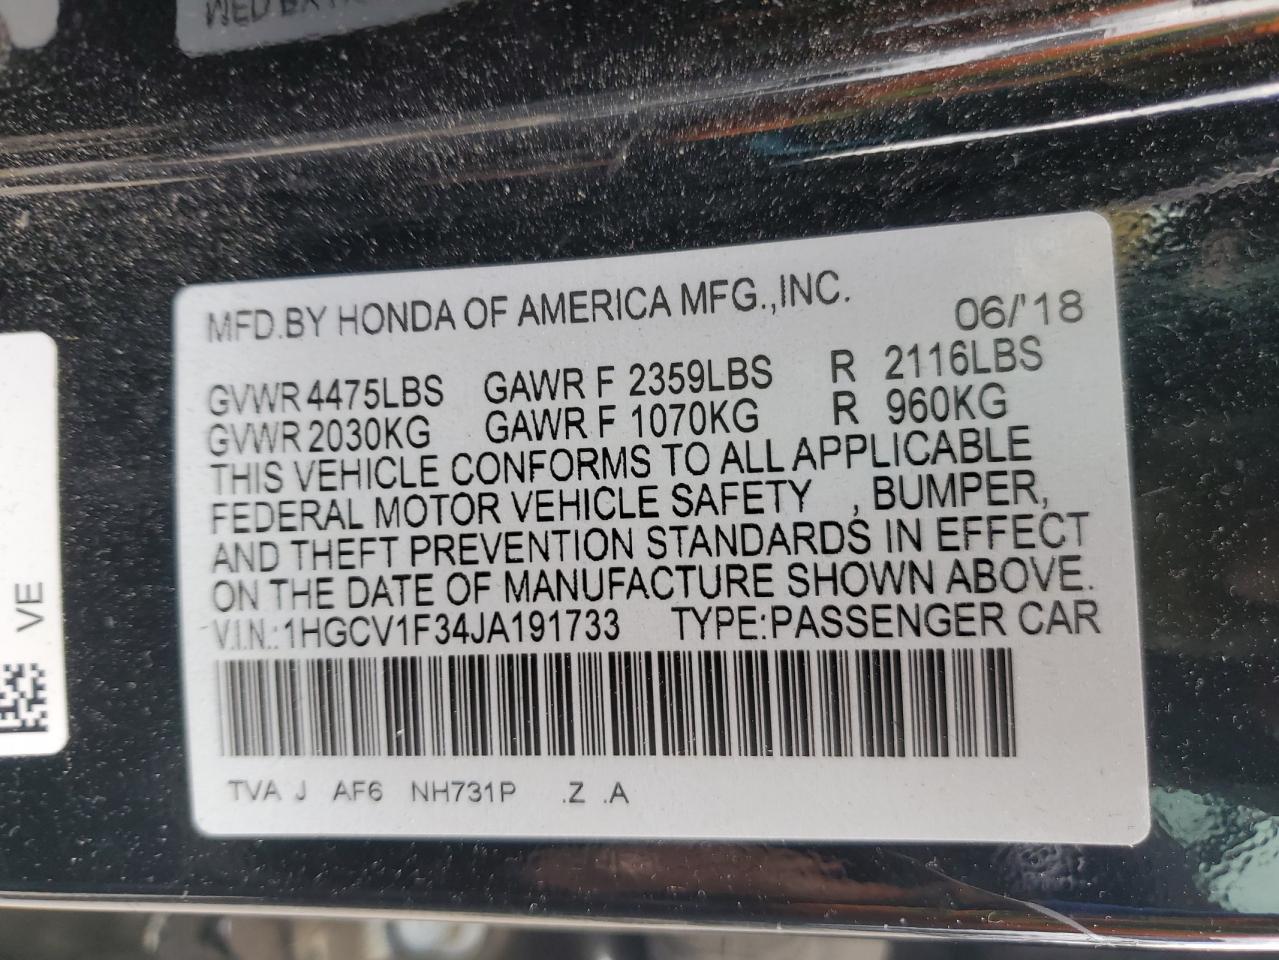 MFD.BY HONDA OF AMERICA MFG.,INC. 06/'18
GVWR 4475LBS GAWR F 2359LBS R 2116LBS
GVWR 2030KG GAWR F 1070KG R 960KG
THIS VEHICLE CONFORMS TO ALL APPLICABLE
FEDERAL MOTOR VEHICLE SAFETY , BUMPER,
AND THEFT PREVENTION STANDARDS IN EFFECT
ON THE DATE OF MANUFACTURE SHOWN ABOVE.
V.I.N.: 1HGCV1F34JA191733 TYPE:PASSENGER CAR
TVA J AF6 NH731P .Z .A
VE